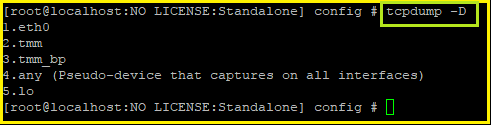 [root@localhost:NO LICENSE:Standalone] config # tcpdump -D
1.eth0
2.tmm
3.tmm_bp
4.any (Pseudo-device that captures on all interfaces)
5.lo
[root@localhost:NO LICENSE:Standalone] config #